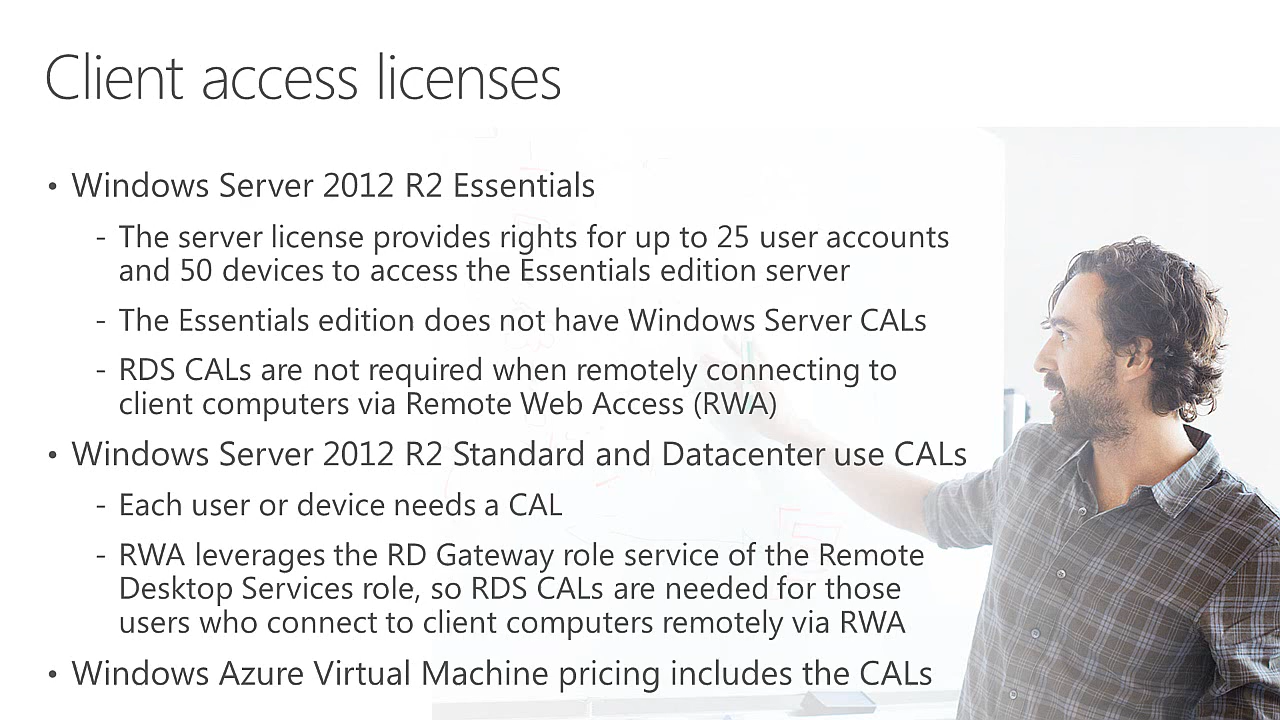 Client access licenses
• Windows Server 2012 R2 Essentials
- The server license provides rights for up to 25 user accounts
and 50 devices to access the Essentials edition server
- The Essentials edition does not have Windows Server CALs
- RDS CALs are not required when remotely connecting to
client computers via Remote Web Access (RWA)
• Windows Server 2012 R2 Standard and Datacenter use CALs
- Each user or device needs a CAL
- RWA leverages the RD Gateway role service of the Remote
Desktop Services role, so RDS CALs are needed for those
users who connect to client computers remotely via RWA
• Windows Azure Virtual Machine pricing includes the CALs